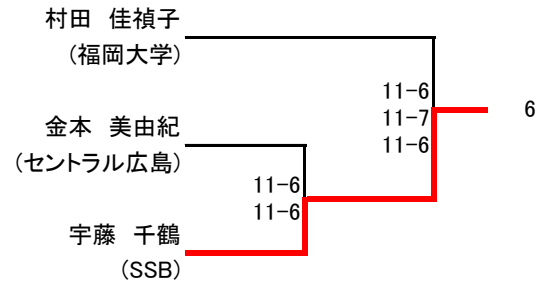 村田　佳禎子
(福岡大学)
11-6
11-7
11-6
6
金本　美由紀
(セントラル広島)
11-6
11-6
宇藤　千鶴
(SSB)